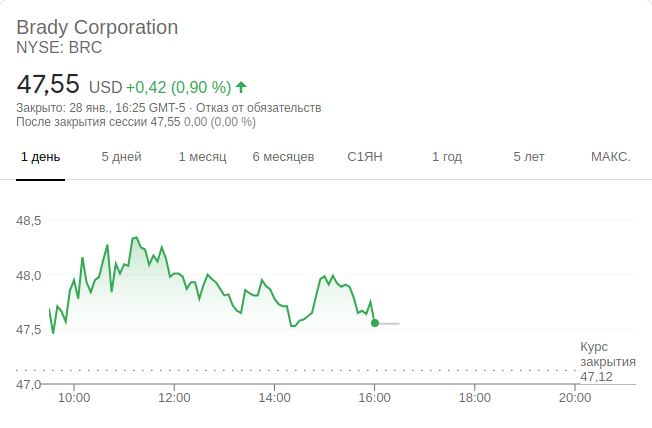 Brady Corporation
NYSE: BRC
47,55 USD +0,42 (0,90 %)
Закрыто: 28 янв., 16:25 GMT-5 · Отказ от обязательств
После закрытия сессии 47,55 0,00 (0,00 %)
1 день 5 дней 1 месяц 6 месяцев С1ЯН 1 год 5 лет МАКС.
48,5
48,0
47,5
Курс
закрытия
47,12
47,0
10:00 12:00 14:00 16:00 18:00 20:00